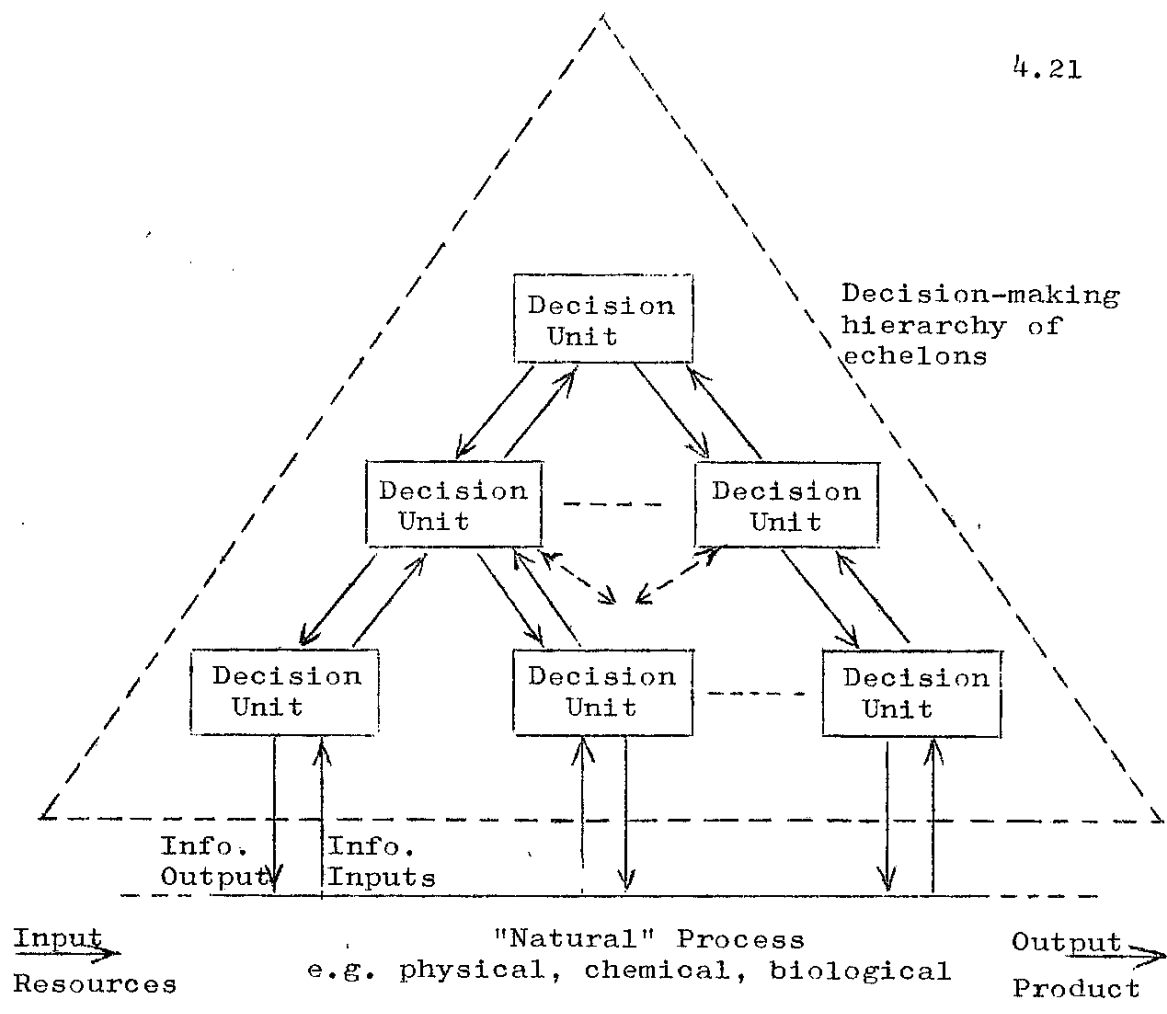 4.21
Decision
Unit
Decision-making
hierarchy of
echelons
Decision
Unit
Decision
Unit
Decision
Unit
Decision
Unit
Decision
Unit
Info.
Output
Info.
Inputs
Input
Resources
"Natural" Process
e.g. physical, chemical, biological
Output
Product